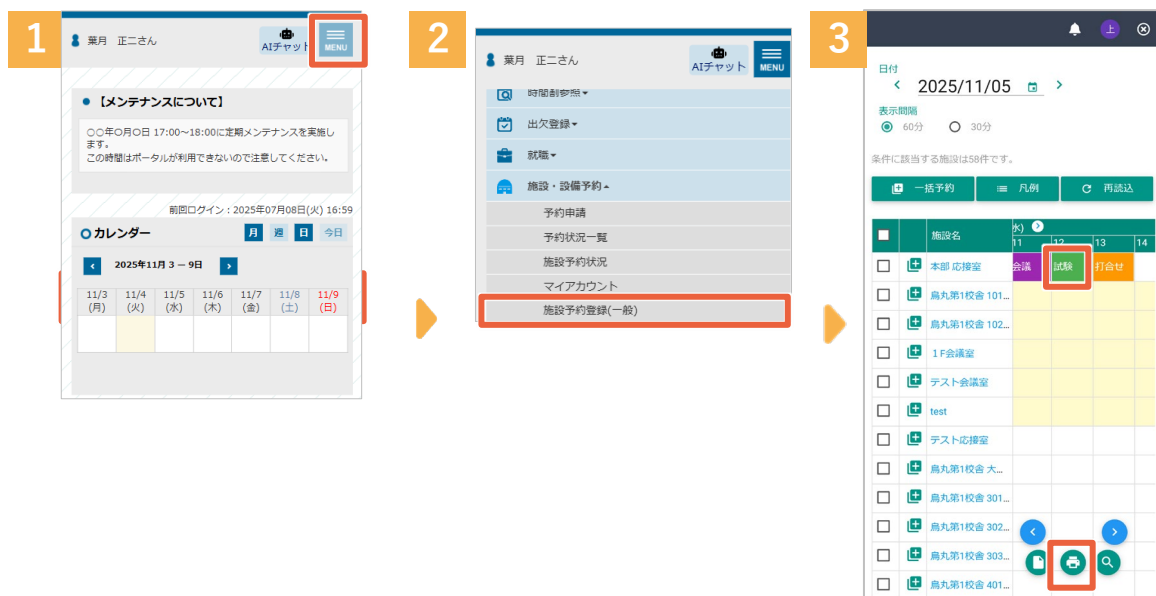 1
葉月 正二さん
AIチャット
MENU
【メンテナンスについて】
○○年○月○日 17:00～18:00に定期メンテナンスを実施し
ます。
この時間はポータルが利用できないので注意してください。
前回ログイン：2025年07月08日(火) 16:59
カレンダー
月 週 日 今日
2025年11月 3 － 9日
11/3 11/4 11/5 11/6 11/7 11/8 11/9
(月) (火) (水) (木) (金) (土) (日)
2
葉月 正二さん
AIチャット
MENU
時間割参照
出欠登録
就職
施設・設備予約
予約申請
予約状況一覧
施設予約状況
マイアカウント
施設予約登録(一般)
3
上
日付
2025/11/05
表示間隔
60分 30分
条件に該当する施設は58件です。
一括予約 凡例 再読込
施設名
水)
11 12 13 14
本部 応接室 会議 試験 打合せ
烏丸第1校舎 101...
烏丸第1校舎 102...
１F会議室
テスト会議室
test
テスト応接室
烏丸第1校舎 大...
烏丸第1校舎 301...
烏丸第1校舎 302...
烏丸第1校舎 303...
烏丸第1校舎 401...